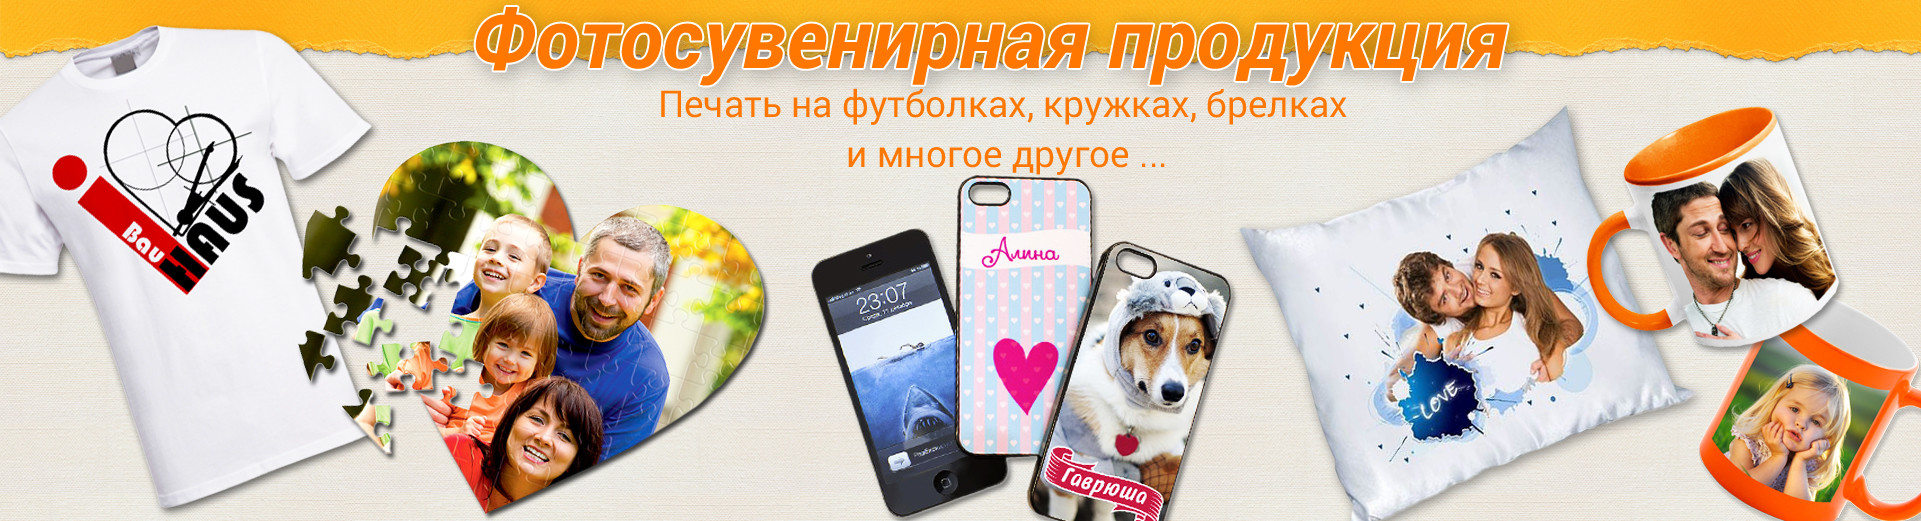 Фотосувенирная продукция
Печать на футболках, кружках, брелках
и многое другое ...
i
Bau
HAUS
23:07
Алина
Гаврюша
LOVE